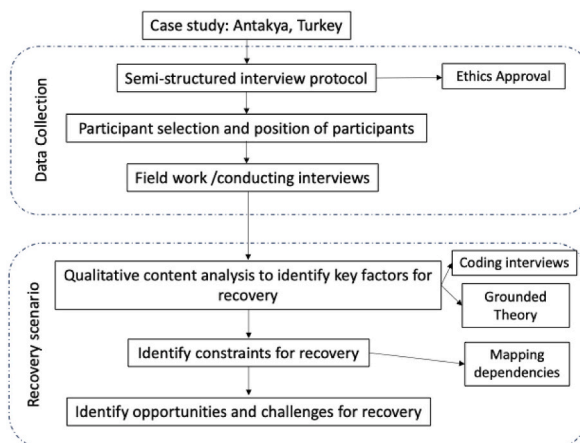 Case study: Antakya, Turkey
Data Collection
Semi-structured interview protocol
Ethics Approval
Participant selection and position of participants
Field work /conducting interviews
Recovery scenario
Qualitative content analysis to identify key factors for
recovery
Coding interviews
Grounded
Theory
Identify constraints for recovery
Mapping
dependencies
Identify opportunities and challenges for recovery